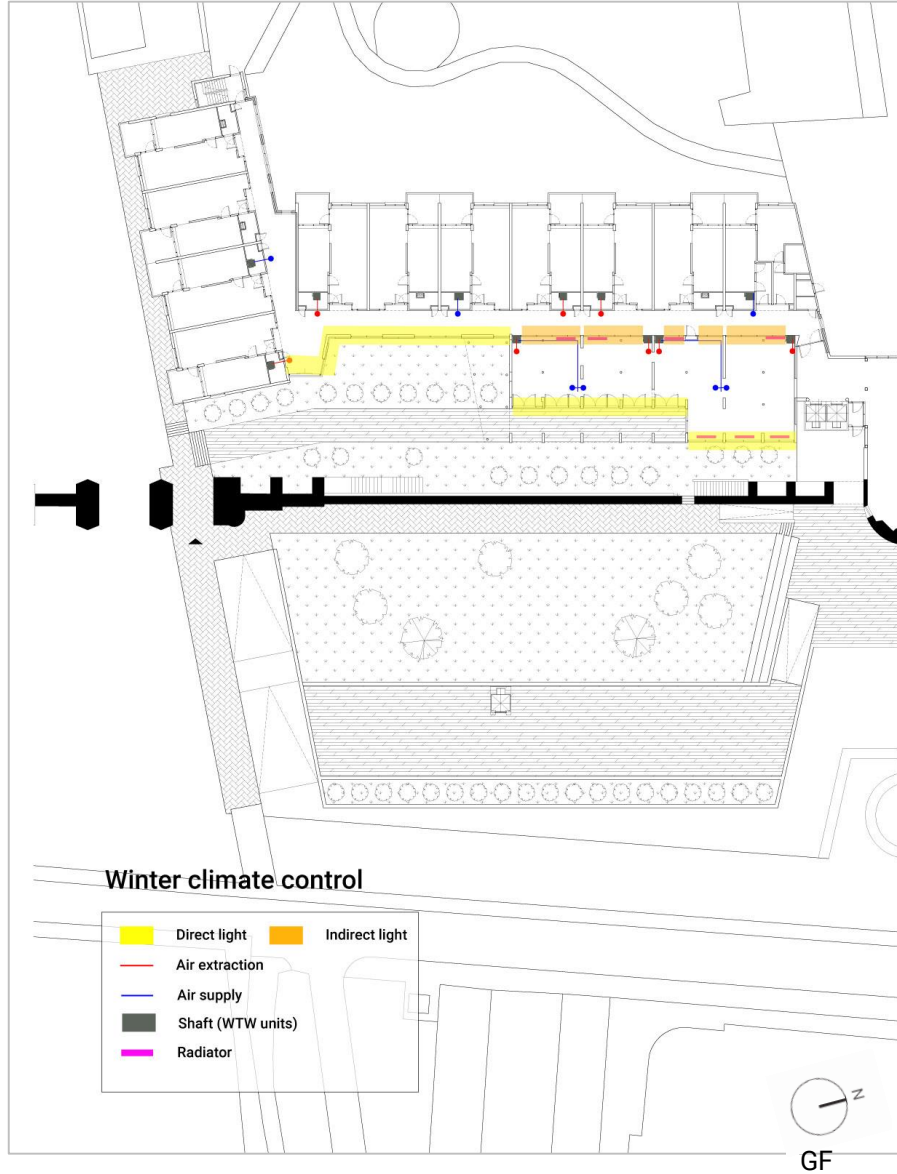 Winter climate control
Direct light
Indirect light
Air extraction
Air supply
Shaft (WTW units)
Radiator
N
GF